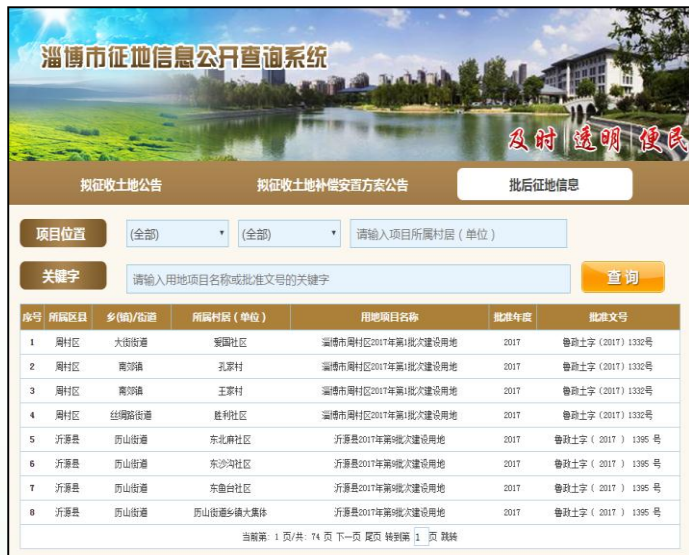 淄博市征地信息公开查询系统
及时 透明 便民
拟征收土地公告 拟征收土地补偿安置方案公告 批后征地信息
项目位置 (全部) (全部) 请输入项目所属村居(单位)
关键字 请输入用地项目名称或批准文号的关键字 查询
序号 所属区县 乡(镇)/街道 所属村居(单位) 用地项目名称 批准年度 批准文号
1 周村区 大街街道 爱国社区 淄博市周村区2017年第1批次建设用地 2017 鲁政土字(2017)1332号
2 周村区 南郊镇 孔家村 淄博市周村区2017年第1批次建设用地 2017 鲁政土字(2017)1332号
3 周村区 南郊镇 王家村 淄博市周村区2017年第1批次建设用地 2017 鲁政土字(2017)1332号
4 周村区 丝绸路街道 胜利社区 淄博市周村区2017年第1批次建设用地 2017 鲁政土字(2017)1332号
5 沂源县 历山街道 东北麻社区 沂源县2017年第9批次建设用地 2017 鲁政土字( 2017 ) 1395 号
6 沂源县 历山街道 东沙沟社区 沂源县2017年第9批次建设用地 2017 鲁政土字( 2017 ) 1395 号
7 沂源县 历山街道 东鱼台社区 沂源县2017年第9批次建设用地 2017 鲁政土字( 2017 ) 1395 号
8 沂源县 历山街道 历山街道乡镇大集体 沂源县2017年第9批次建设用地 2017 鲁政土字( 2017 ) 1395 号
当前第: 1 页/共: 74 页 下一页 尾页 转到第 1 页 跳转